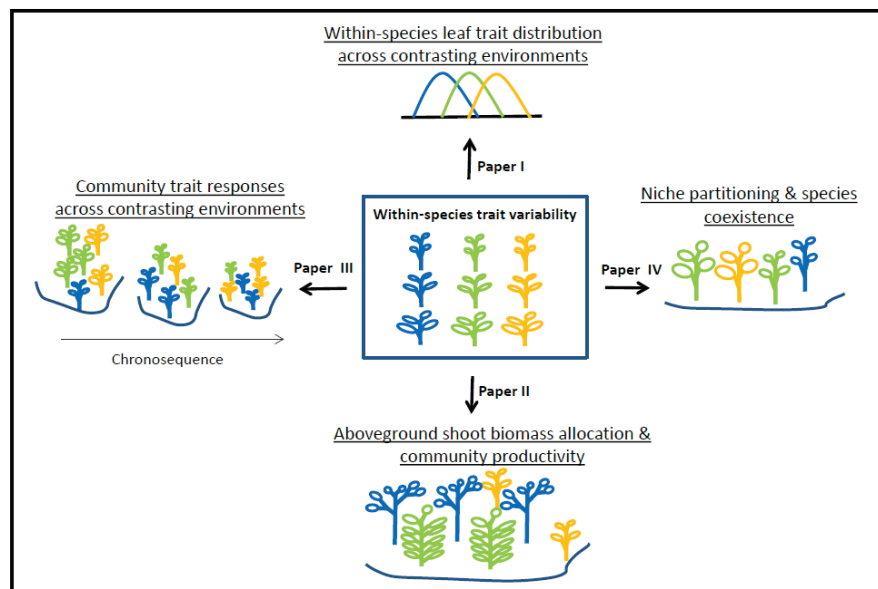 Within-species leaf trait distribution
across contrasting environments
Paper I
Community trait responses
across contrasting environments
Within-species trait variability
Niche partitioning & species
coexistence
Paper III
Paper IV
Chronosequence
Paper II
Aboveground shoot biomass allocation &
community productivity